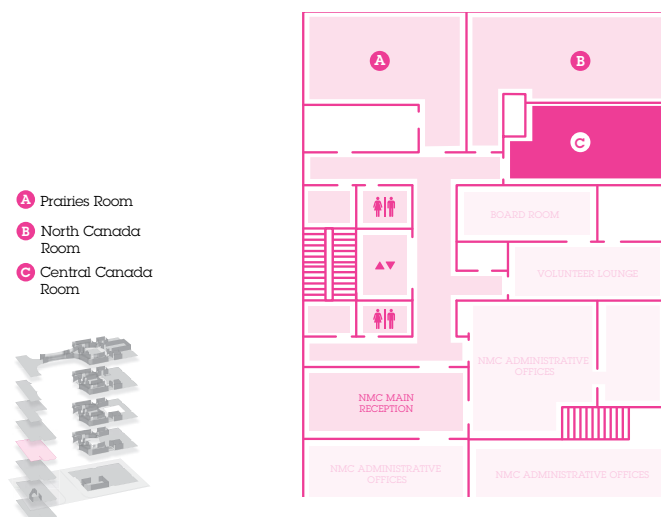 A Prairies Room
B North Canada
Room
C Central Canada
Room
A
B
C
BOARD ROOM
VOLUNTEER LOUNGE
NMC ADMINISTRATIVE
OFFICES
NMC MAIN
RECEPTION
NMC ADMINISTRATIVE
OFFICES
NMC ADMINISTRATIVE OFFICES